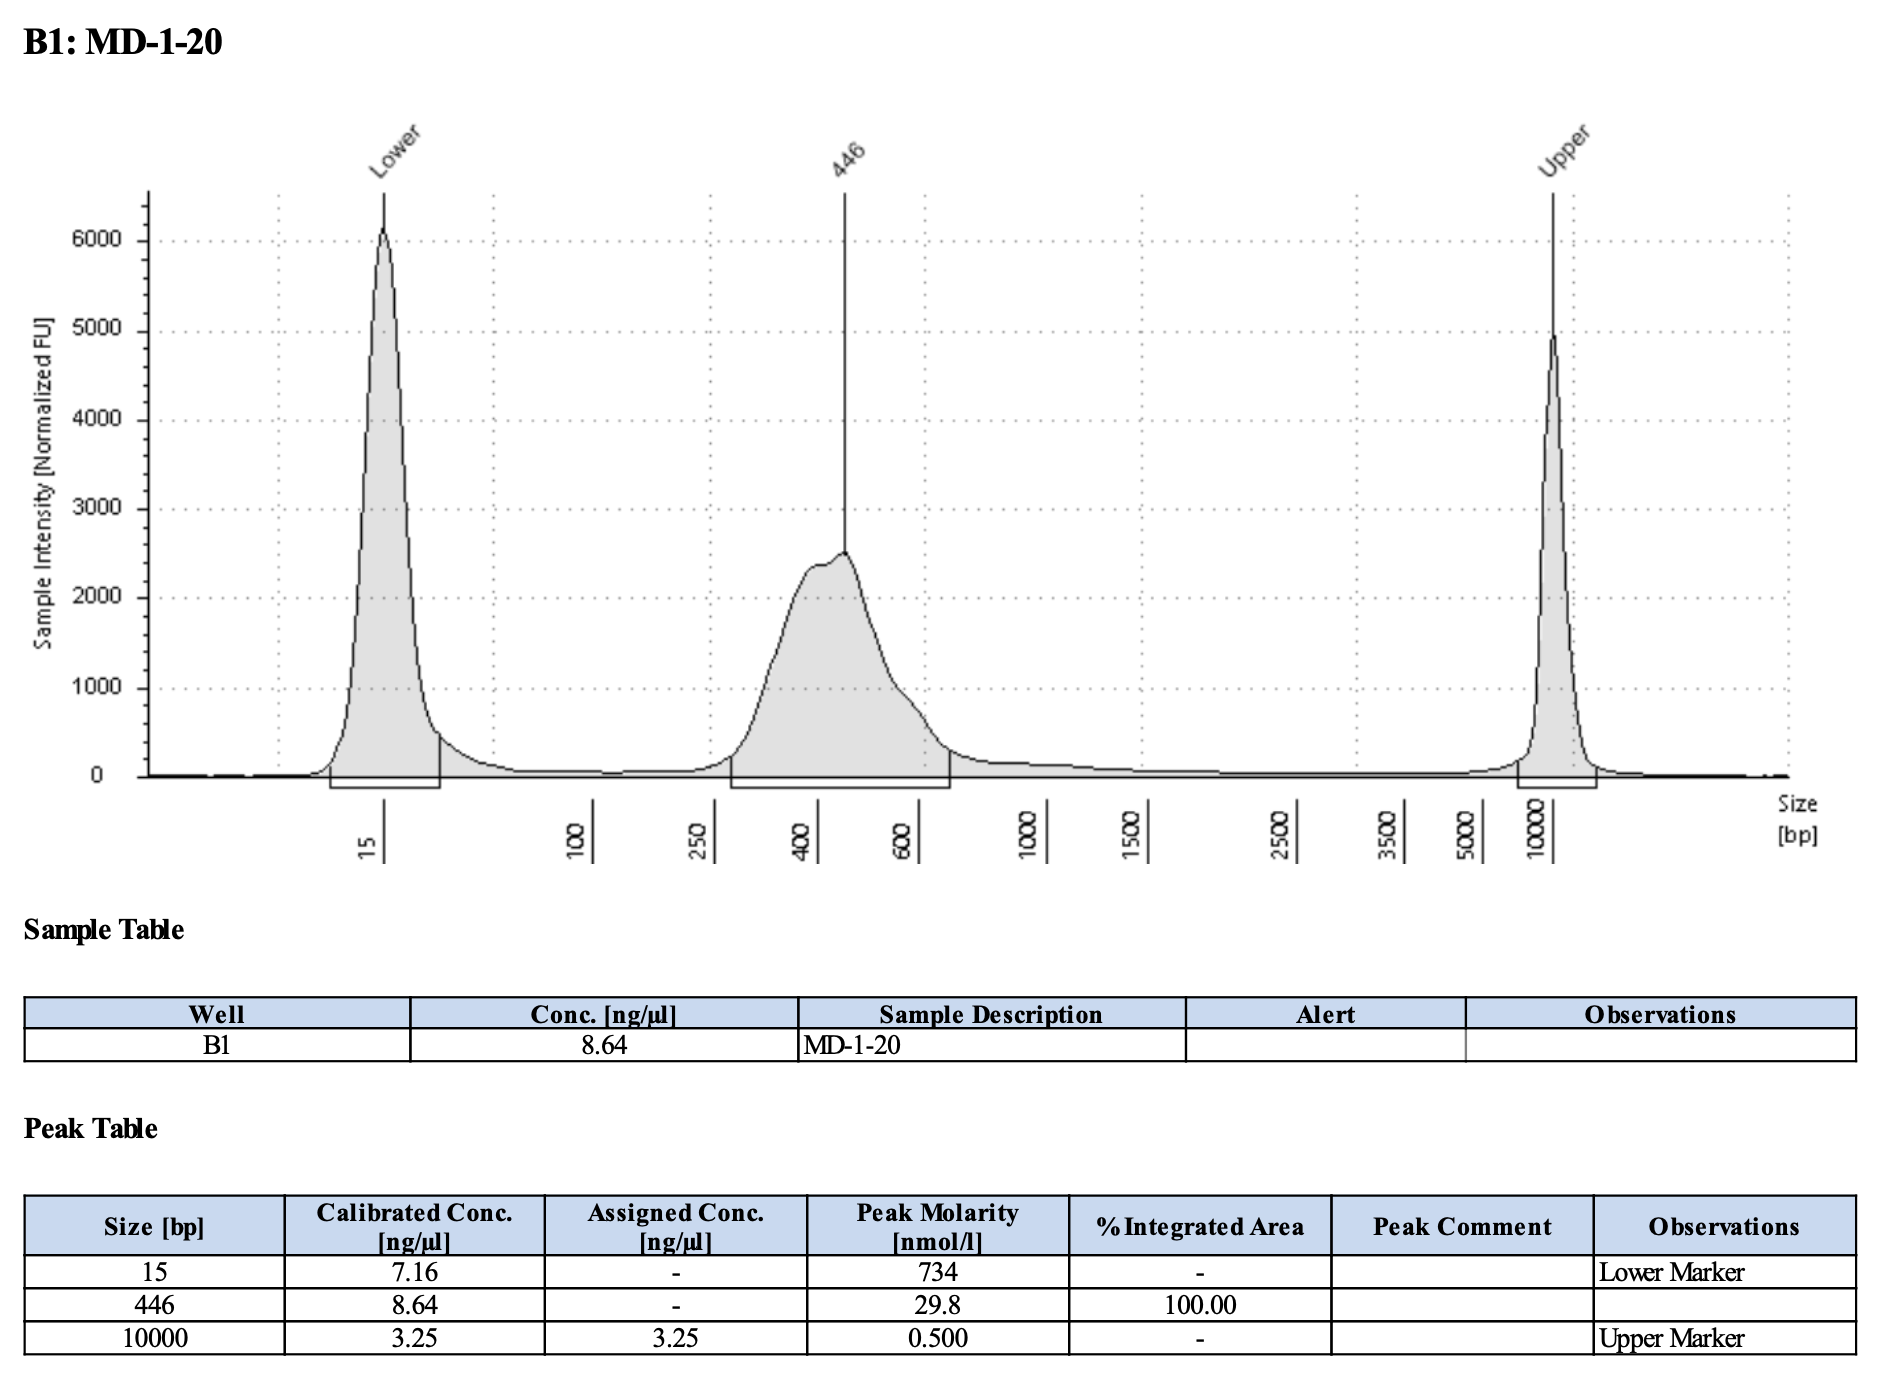 B1: MD-1-20
Lower
446
Upper
Sample Intensity [Normalized FU]
6000
5000
4000
3000
2000
1000
0
15
100
250
400
600
1000
1500
2500
3500
5000
10000
Size
[bp]
Sample Table
Well Conc. [ng/µl] Sample Description Alert Observations
B1 8.64 MD-1-20
Peak Table
Size [bp] Calibrated Conc. [ng/µl] Assigned Conc. [ng/µl] Peak Molarity [nmol/l] % Integrated Area Peak Comment Observations
15 7.16 - 734 - Lower Marker
446 8.64 - 29.8 100.00
10000 3.25 3.25 0.500 - Upper Marker